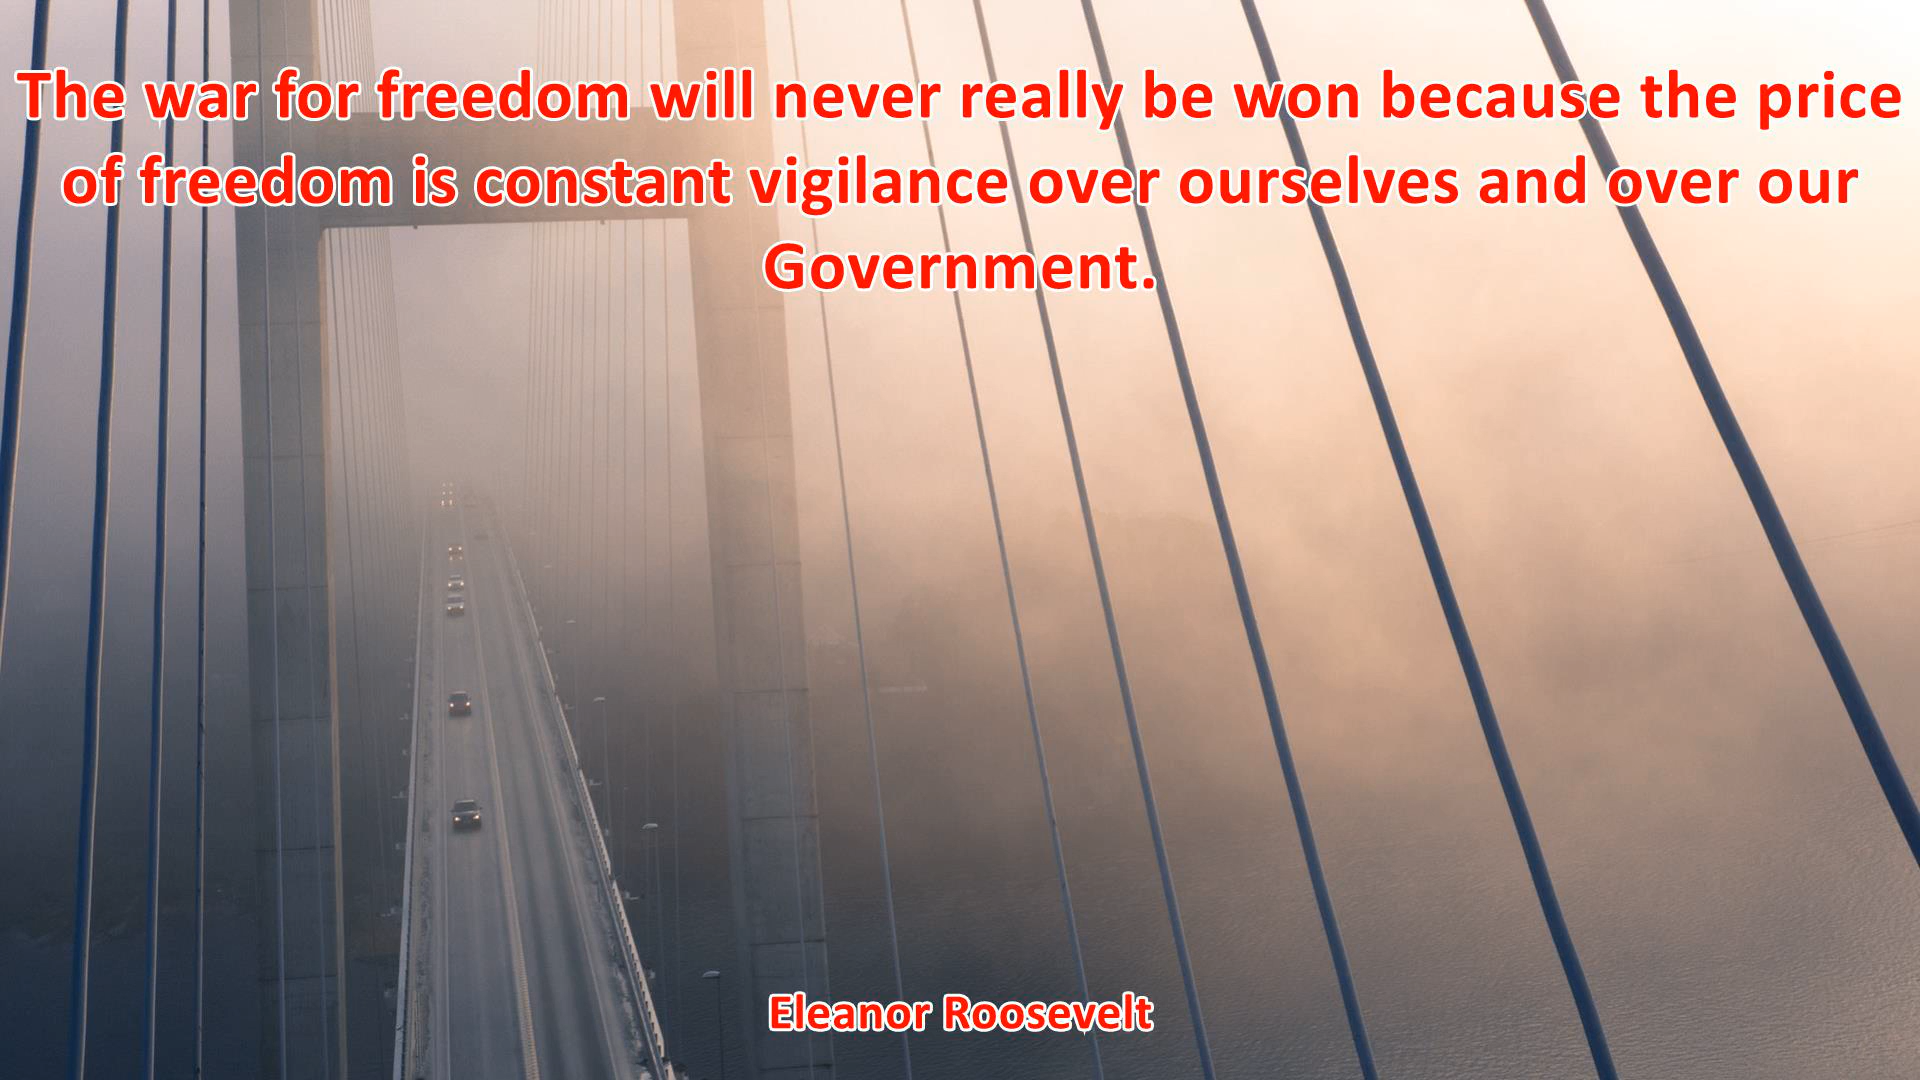 The war for freedom will never really be won because the price
of freedom is constant vigilance over ourselves and over our
Government.
Eleanor Roosevelt